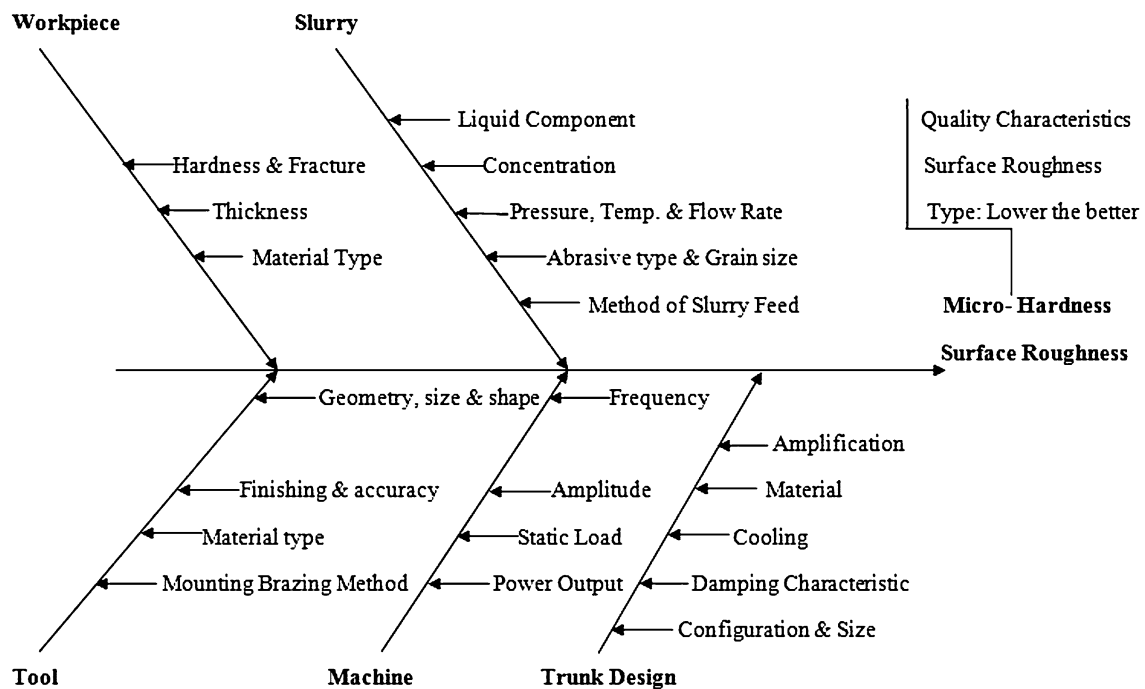 Workpiece
Slurry
Liquid Component
Hardness & Fracture
Concentration
Thickness
Pressure, Temp. & Flow Rate
Material Type
Abrasive type & Grain size
Method of Slurry Feed
Quality Characteristics
Surface Roughness
Type: Lower the better
Micro- Hardness
Surface Roughness
Geometry, size & shape
Frequency
Amplification
Finishing & accuracy
Amplitude
Material
Material type
Static Load
Cooling
Mounting Brazing Method
Power Output
Damping Characteristic
Configuration & Size
Tool
Machine
Trunk Design